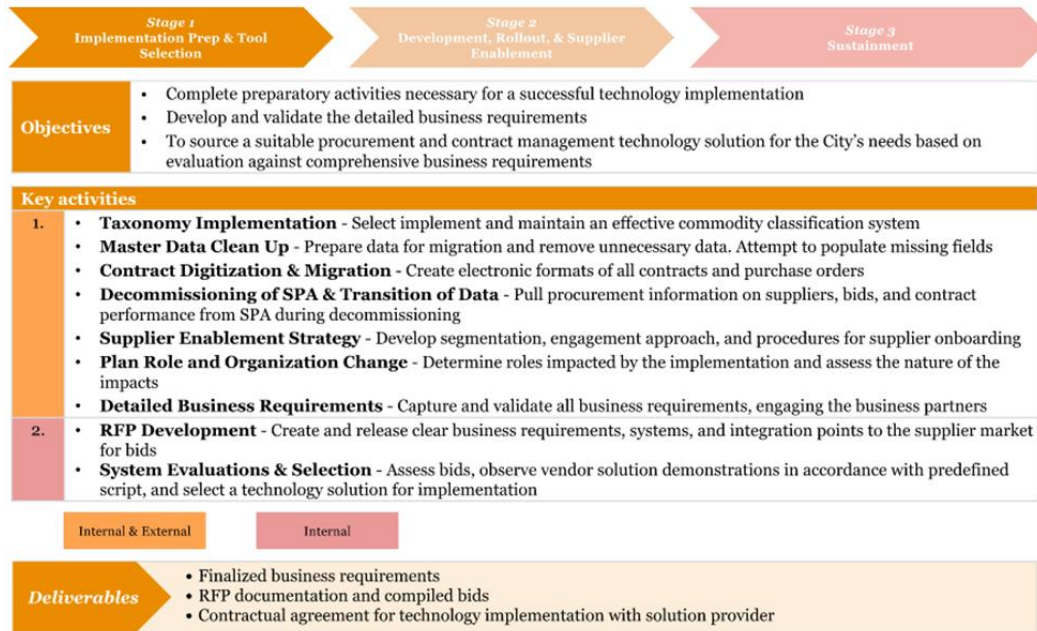 Stage 1
Implementation Prep & Tool
Selection
Stage 2
Development, Rollout, & Supplier
Enablement
Stage 3
Sustainment
Objectives
• Complete preparatory activities necessary for a successful technology implementation
• Develop and validate the detailed business requirements
• To source a suitable procurement and contract management technology solution for the City's needs based on
evaluation against comprehensive business requirements
Key activities
1.
• Taxonomy Implementation - Select implement and maintain an effective commodity classification system
• Master Data Clean Up - Prepare data for migration and remove unnecessary data. Attempt to populate missing fields
• Contract Digitization & Migration - Create electronic formats of all contracts and purchase orders
• Decommissioning of SPA & Transition of Data - Pull procurement information on suppliers, bids, and contract
performance from SPA during decommissioning
• Supplier Enablement Strategy - Develop segmentation, engagement approach, and procedures for supplier onboarding
• Plan Role and Organization Change - Determine roles impacted by the implementation and assess the nature of the
impacts
• Detailed Business Requirements - Capture and validate all business requirements, engaging the business partners
2.
• RFP Development - Create and release clear business requirements, systems, and integration points to the supplier market
for bids
• System Evaluations & Selection - Assess bids, observe vendor solution demonstrations in accordance with predefined
script, and select a technology solution for implementation
Internal & External
Internal
Deliverables
• Finalized business requirements
• RFP documentation and compiled bids
• Contractual agreement for technology implementation with solution provider